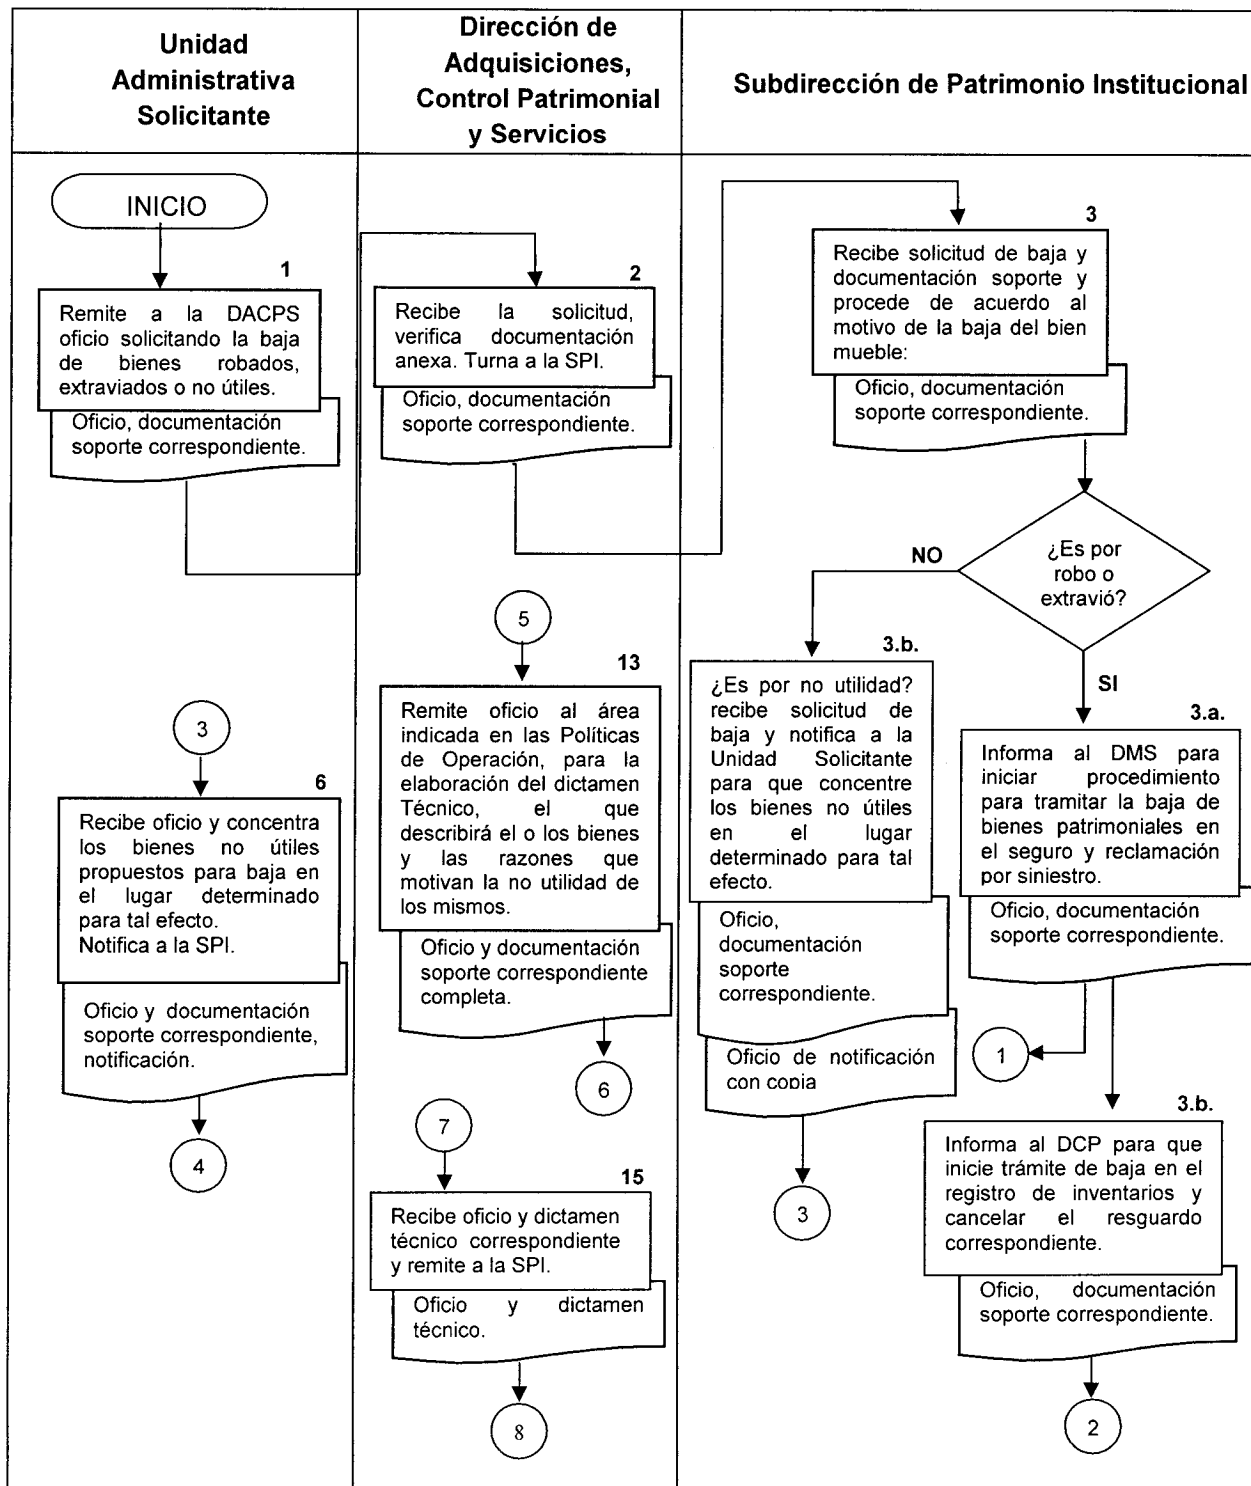 Unidad
Administrativa
Solicitante
Dirección de
Adquisiciones,
Control Patrimonial
y Servicios
Subdirección de Patrimonio Institucional
INICIO
1
Remite a la DACPS
oficio solicitando la baja
de bienes robados,
extraviados o no útiles.
Oficio, documentación
soporte correspondiente.
3
6
Recibe oficio y concentra
los bienes no útiles
propuestos para baja en
el lugar determinado
para tal efecto.
Notifica a la SPI.
Oficio y documentación
soporte correspondiente,
notificación.
4
2
Recibe la solicitud,
verifica documentación
anexa. Turna a la SPI.
Oficio, documentación
soporte correspondiente.
5
13
Remite oficio al área
indicada en las Políticas
de Operación, para la
elaboración del dictamen
Técnico, el que
describirá el o los bienes
y las razones que
motivan la no utilidad de
los mismos.
Oficio y documentación
soporte correspondiente
completa.
6
7
15
Recibe oficio y dictamen
técnico correspondiente
y remite a la SPI.
Oficio y dictamen
técnico.
8
3
Recibe solicitud de baja y
documentación soporte y
procede de acuerdo al
motivo de la baja del bien
mueble:
Oficio, documentación
soporte correspondiente.
¿Es por
robo o
extravió?
NO
SI
3.b.
¿Es por no utilidad?
recibe solicitud de
baja y notifica a la
Unidad Solicitante
para que concentre
los bienes no útiles
en el lugar
determinado para tal
efecto.
Oficio,
documentación
soporte
correspondiente.
Oficio de notificación
con copia
3
3.a.
Informa al DMS para
iniciar procedimiento
para tramitar la baja de
bienes patrimoniales en
el seguro y reclamación
por siniestro.
Oficio, documentación
soporte correspondiente.
1
3.b.
Informa al DCP para que
inicie trámite de baja en el
registro de inventarios y
cancelar el resguardo
correspondiente.
Oficio, documentación
soporte correspondiente.
2